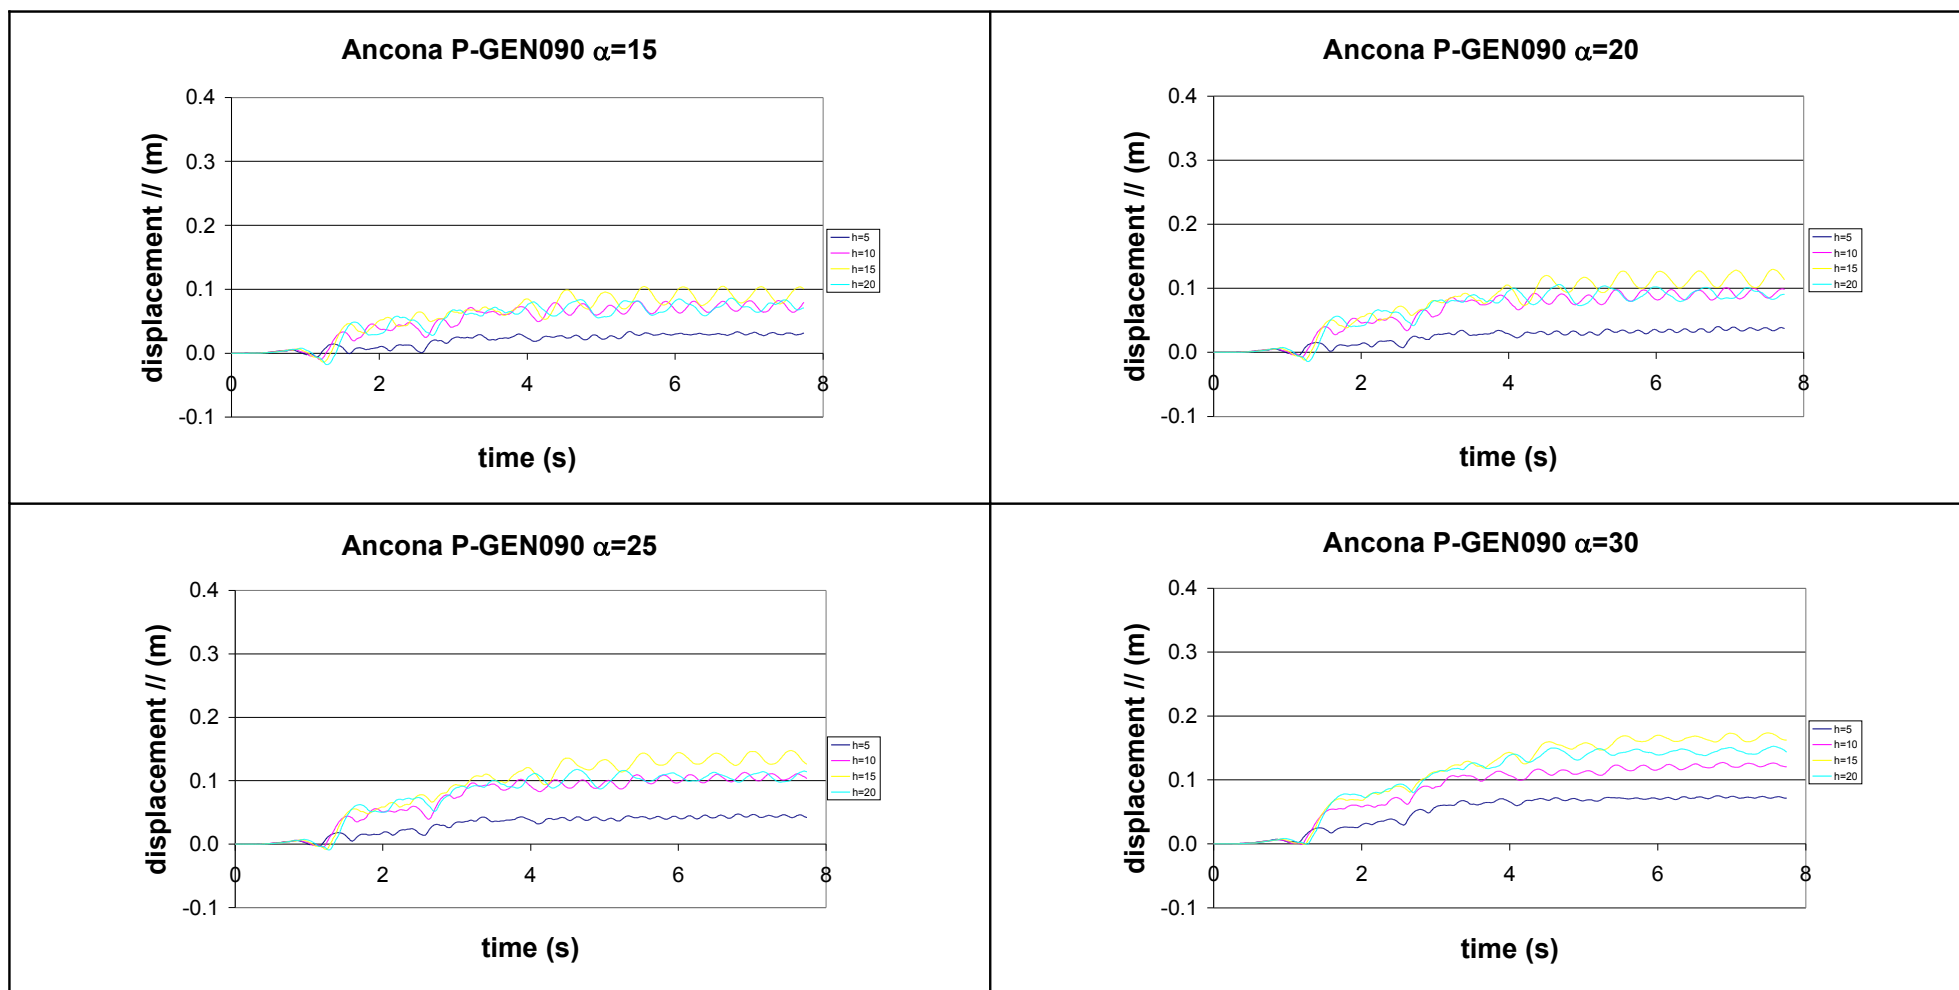 Ancona P-GEN090 α=15
0.4
0.3
0.2
0.1
0.0
-0.1
0
2
4
6
8
displacement // (m)
time (s)
h=5
h=10
h=15
h=20
Ancona P-GEN090 α=20
0.4
0.3
0.2
0.1
0.0
-0.1
0
2
4
6
8
displacement // (m)
time (s)
h=5
h=10
h=15
h=20
Ancona P-GEN090 α=25
0.4
0.3
0.2
0.1
0.0
-0.1
0
2
4
6
8
displacement // (m)
time (s)
h=5
h=10
h=15
h=20
Ancona P-GEN090 α=30
0.4
0.3
0.2
0.1
0.0
-0.1
0
2
4
6
8
displacement // (m)
time (s)
h=5
h=10
h=15
h=20